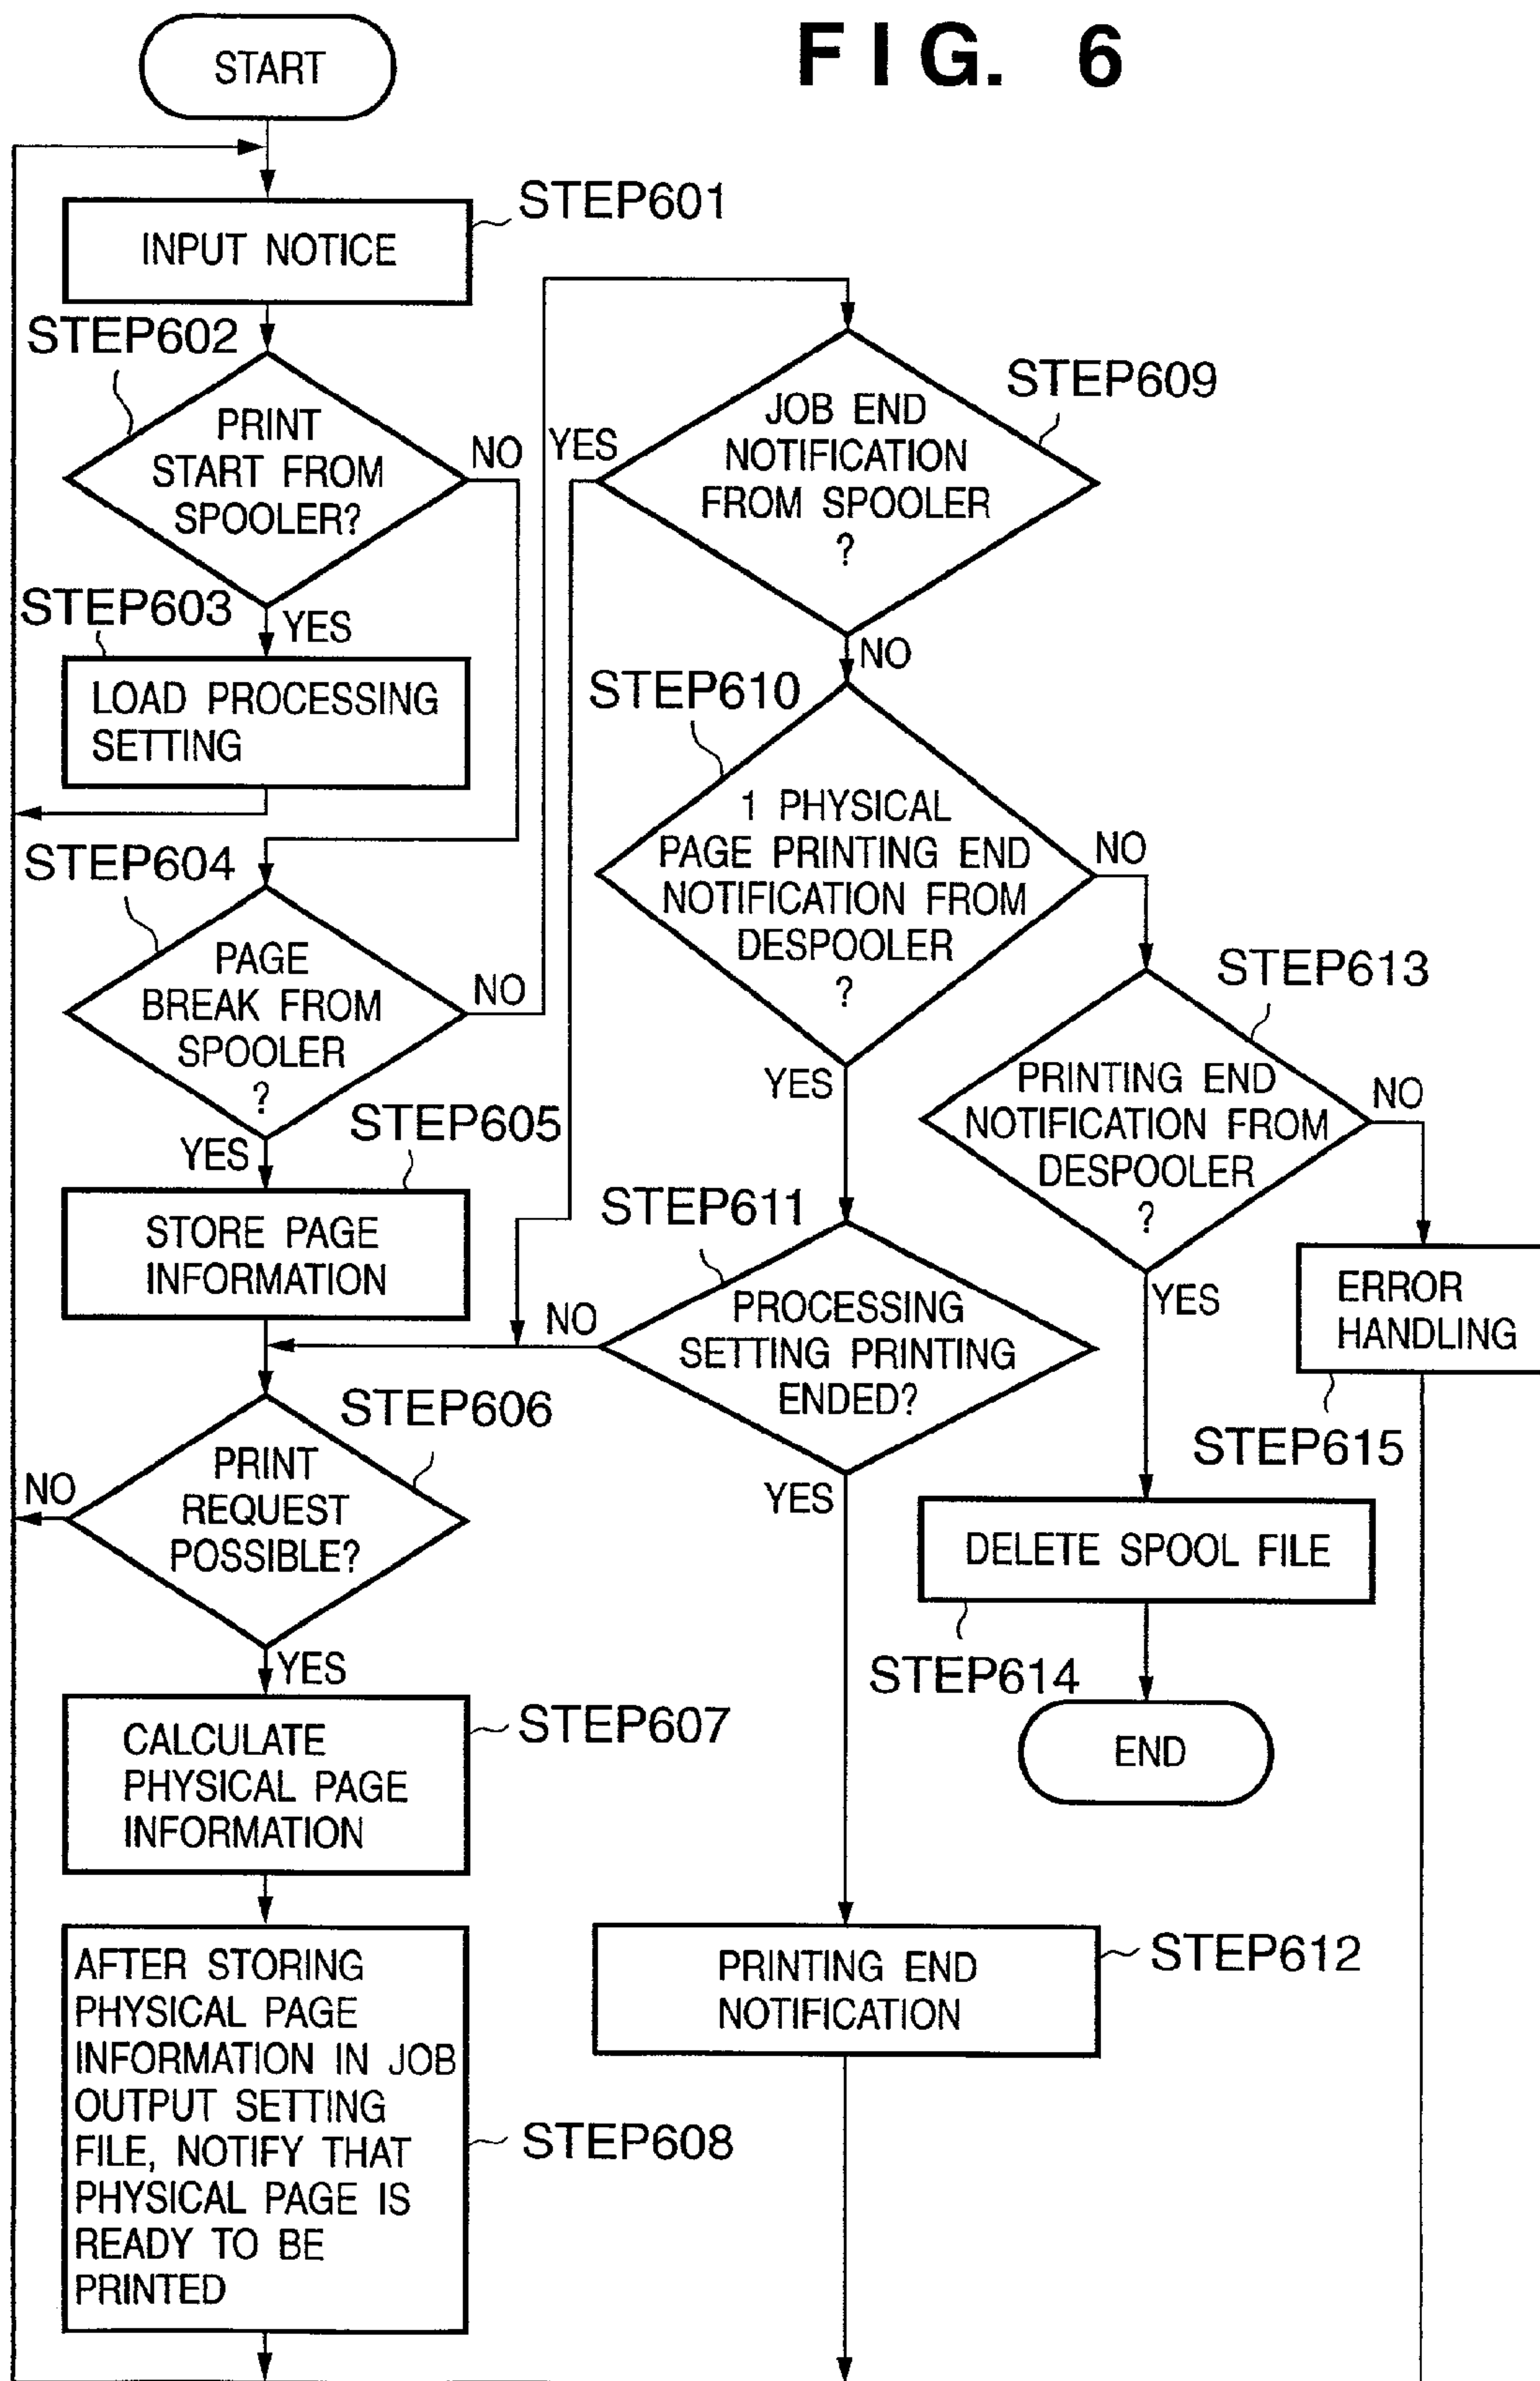 FIG. 6
START
STEP601
INPUT NOTICE
STEP602
PRINT
START FROM
SPOOLER?
NO
YES
STEP603
LOAD PROCESSING
SETTING
STEP604
PAGE
BREAK FROM
SPOOLER
?
NO
YES
STEP605
STORE PAGE
INFORMATION
STEP606
PRINT
REQUEST
POSSIBLE?
NO
YES
STEP607
CALCULATE
PHYSICAL PAGE
INFORMATION
AFTER STORING
PHYSICAL PAGE
INFORMATION IN JOB
OUTPUT SETTING
FILE, NOTIFY THAT
PHYSICAL PAGE IS
READY TO BE
PRINTED
STEP608
STEP609
JOB END
NOTIFICATION
FROM SPOOLER
?
YES
NO
STEP610
1 PHYSICAL
PAGE PRINTING END
NOTIFICATION FROM
DESPOOLER
?
NO
YES
STEP611
PROCESSING
SETTING PRINTING
ENDED?
NO
YES
PRINTING END
NOTIFICATION
STEP612
STEP613
PRINTING END
NOTIFICATION FROM
DESPOOLER
?
NO
YES
ERROR
HANDLING
STEP615
DELETE SPOOL FILE
STEP614
END